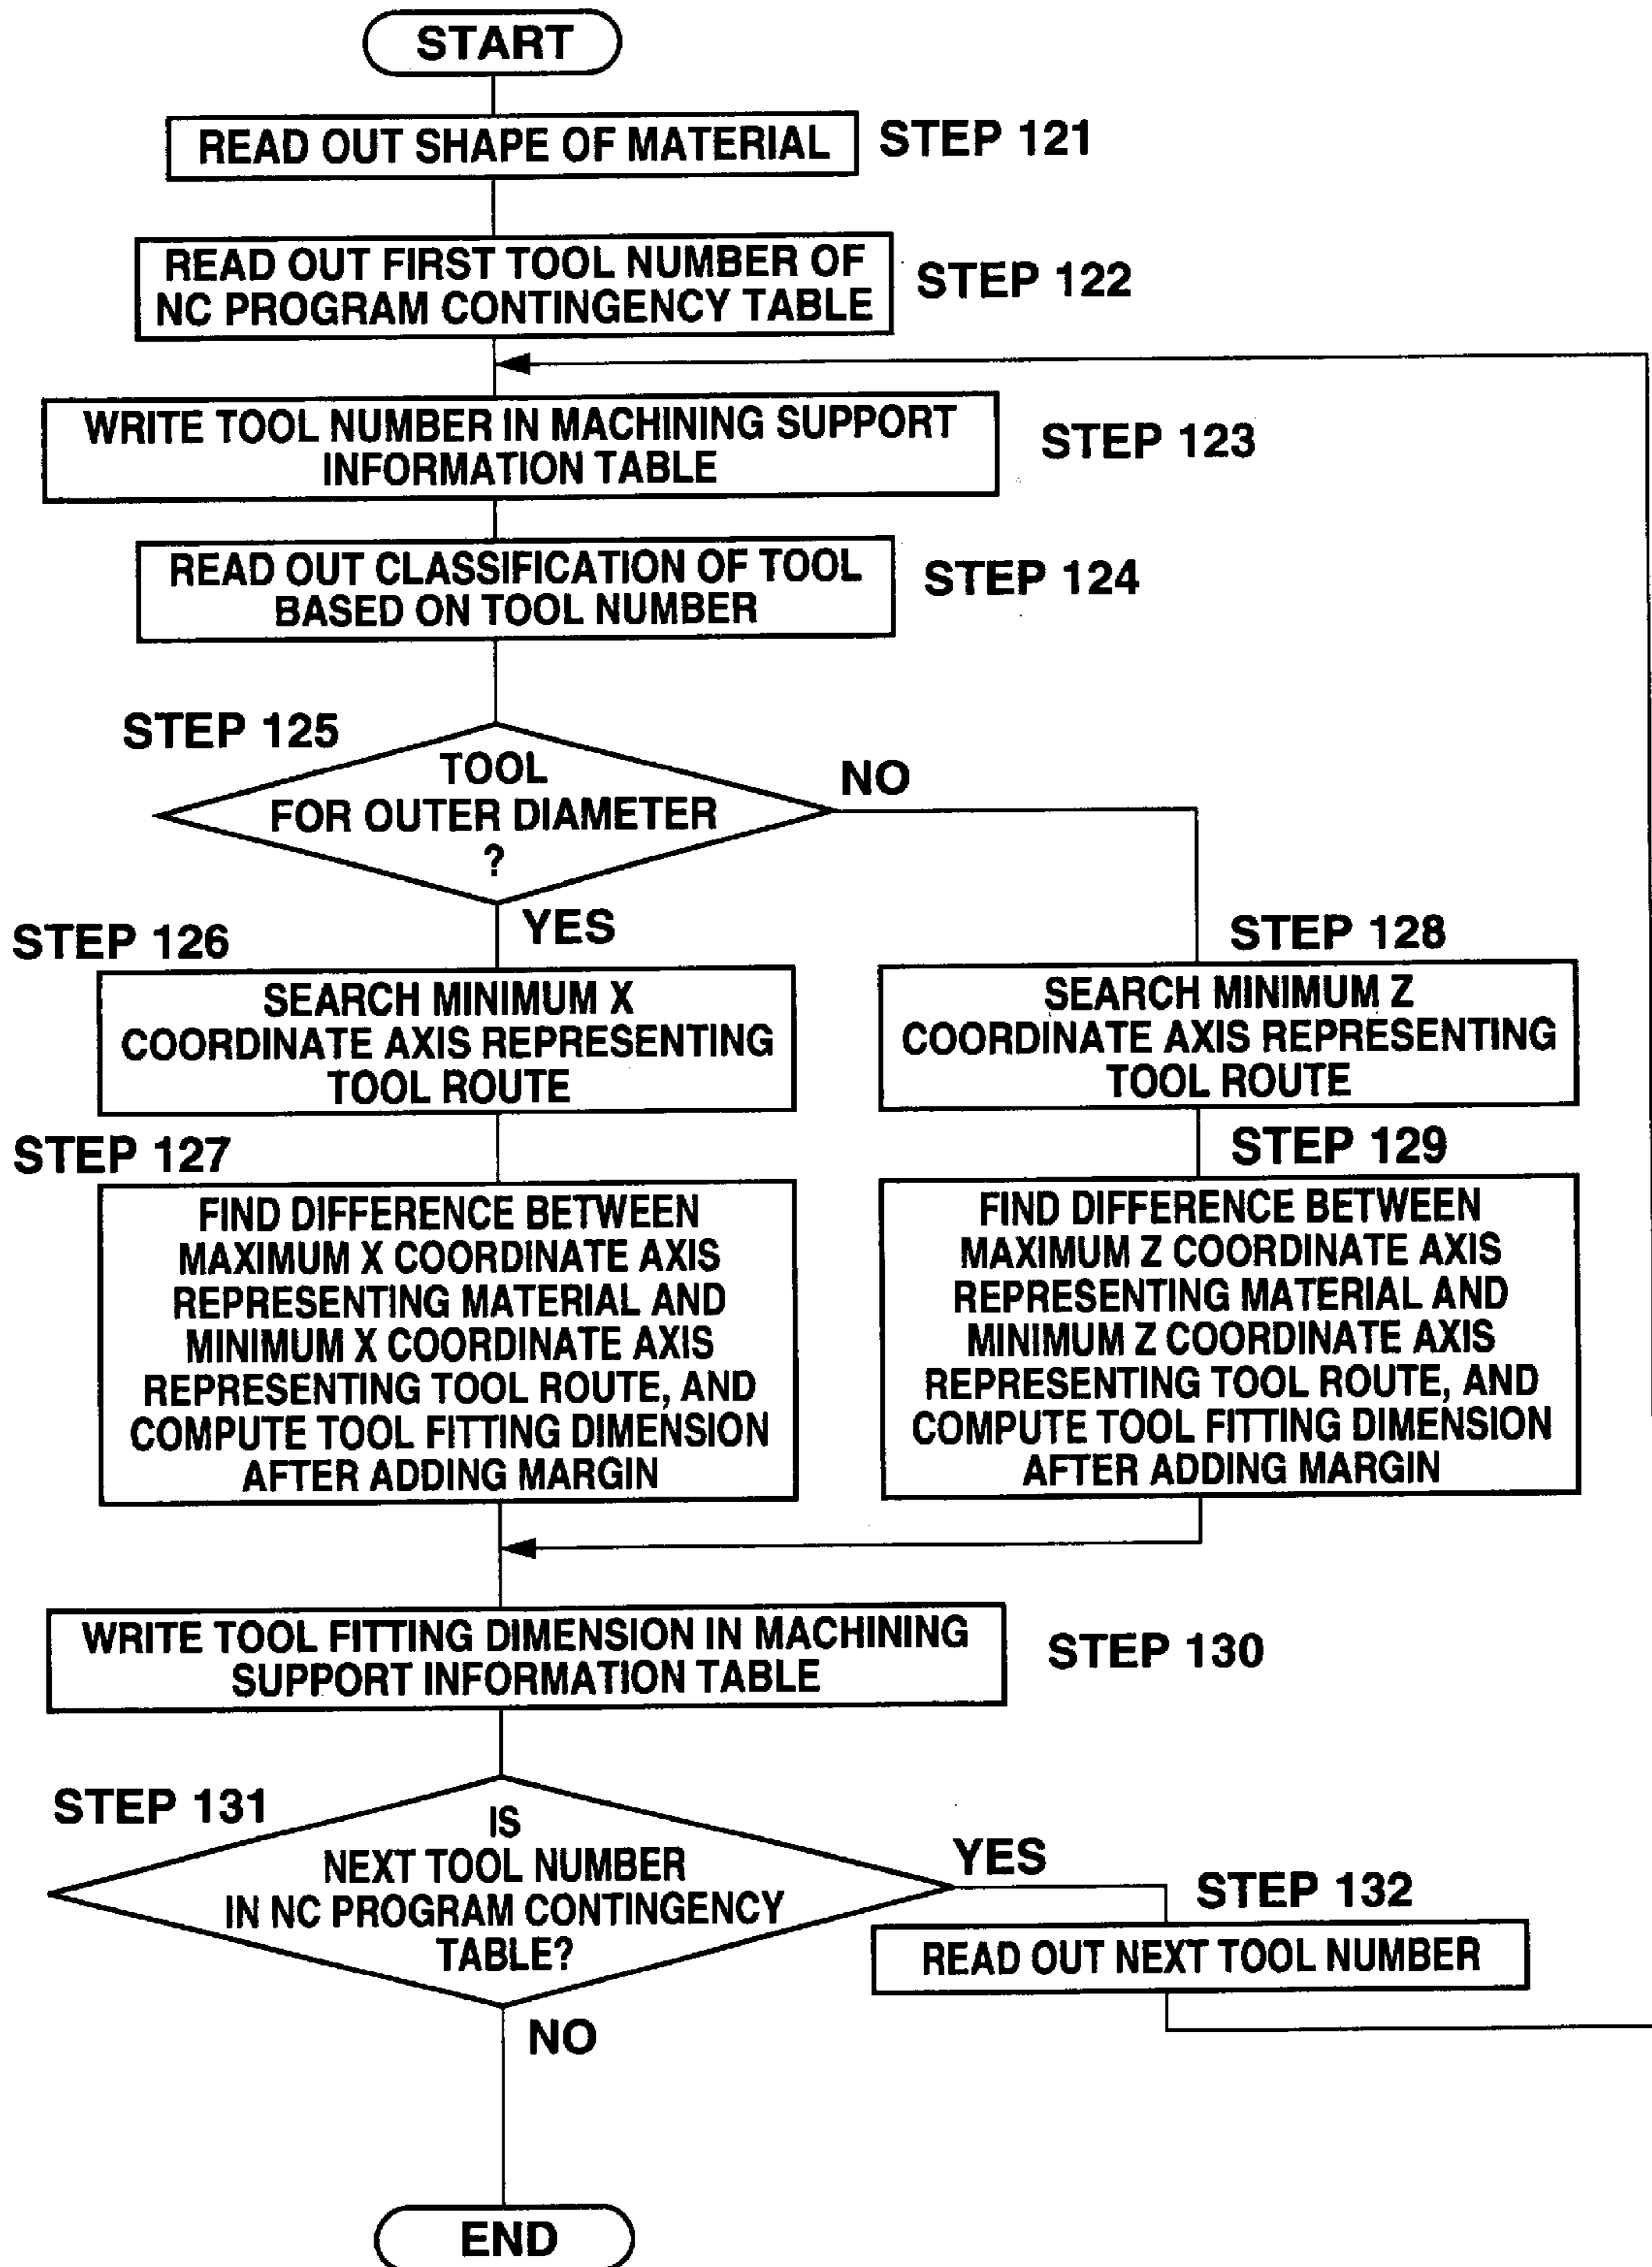 START
READ OUT SHAPE OF MATERIAL
STEP 121
READ OUT FIRST TOOL NUMBER OF
NC PROGRAM CONTINGENCY TABLE
STEP 122
WRITE TOOL NUMBER IN MACHINING SUPPORT
INFORMATION TABLE
STEP 123
READ OUT CLASSIFICATION OF TOOL
BASED ON TOOL NUMBER
STEP 124
STEP 125
TOOL
FOR OUTER DIAMETER
?
NO
YES
STEP 126
SEARCH MINIMUM X
COORDINATE AXIS REPRESENTING
TOOL ROUTE
STEP 128
SEARCH MINIMUM Z
COORDINATE AXIS REPRESENTING
TOOL ROUTE
STEP 127
FIND DIFFERENCE BETWEEN
MAXIMUM X COORDINATE AXIS
REPRESENTING MATERIAL AND
MINIMUM X COORDINATE AXIS
REPRESENTING TOOL ROUTE, AND
COMPUTE TOOL FITTING DIMENSION
AFTER ADDING MARGIN
STEP 129
FIND DIFFERENCE BETWEEN
MAXIMUM Z COORDINATE AXIS
REPRESENTING MATERIAL AND
MINIMUM Z COORDINATE AXIS
REPRESENTING TOOL ROUTE, AND
COMPUTE TOOL FITTING DIMENSION
AFTER ADDING MARGIN
WRITE TOOL FITTING DIMENSION IN MACHINING
SUPPORT INFORMATION TABLE
STEP 130
STEP 131
IS
NEXT TOOL NUMBER
IN NC PROGRAM CONTINGENCY
TABLE?
YES
STEP 132
READ OUT NEXT TOOL NUMBER
NO
END